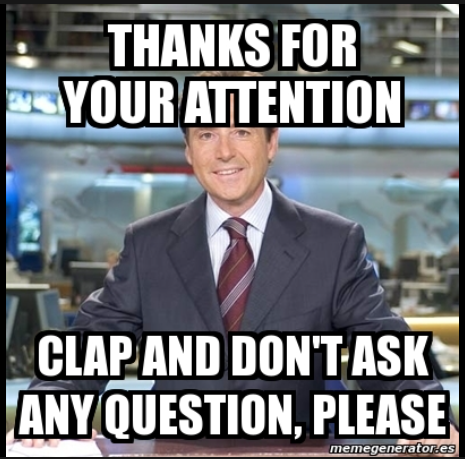 THANKS FOR
YOUR ATTENTION
CLAP AND DON'T ASK
ANY QUESTION, PLEASE
memegenerator.es